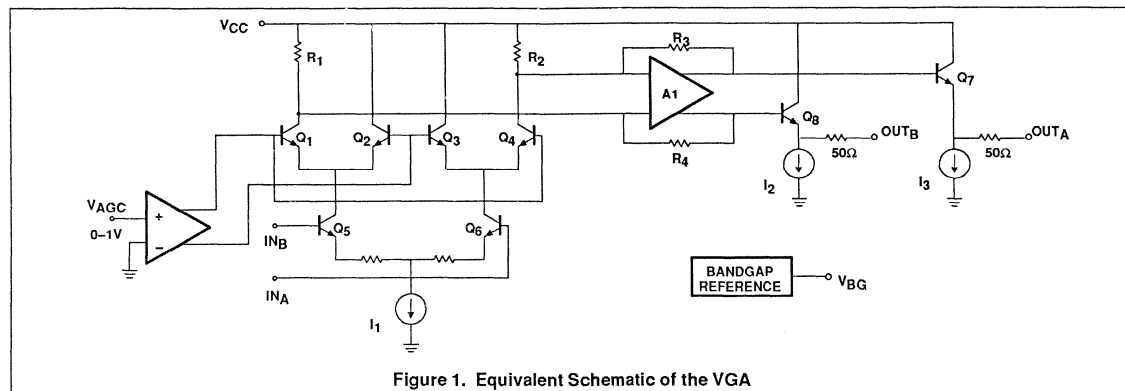 VCC
R1
R2
R3
A1
Q7
Q8
OUTB
OUTA
50Ω
50Ω
R4
Q1
Q2
Q3
Q4
I2
I3
VAGC
+
0–1V
–
INB
Q5
Q6
INA
I1
BANDGAP
REFERENCE
VBG
Figure 1. Equivalent Schematic of the VGA